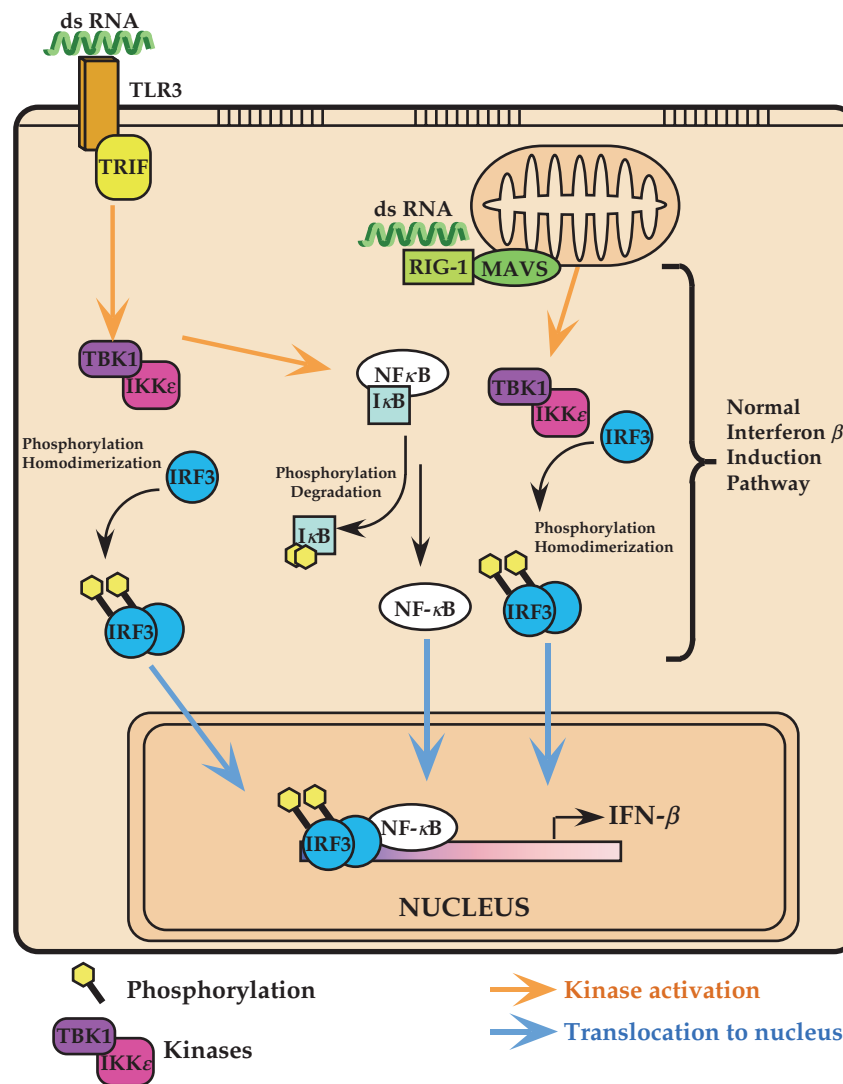 ds RNA
TLR3
TRIF
ds RNA
RIG-1
MAVS
TBK1
IKKε
NFκB
IκB
TBK1
IKKε
IRF3
Normal
Interferon β
Induction
Pathway
Phosphorylation
Homodimerization
IRF3
Phosphorylation
Degradation
IκB
Phosphorylation
Homodimerization
NF-κB
IRF3
IRF3
IRF3
NF-κB
IFN-β
NUCLEUS
Phosphorylation
Kinase activation
TBK1
IKKε
Kinases
Translocation to nucleus